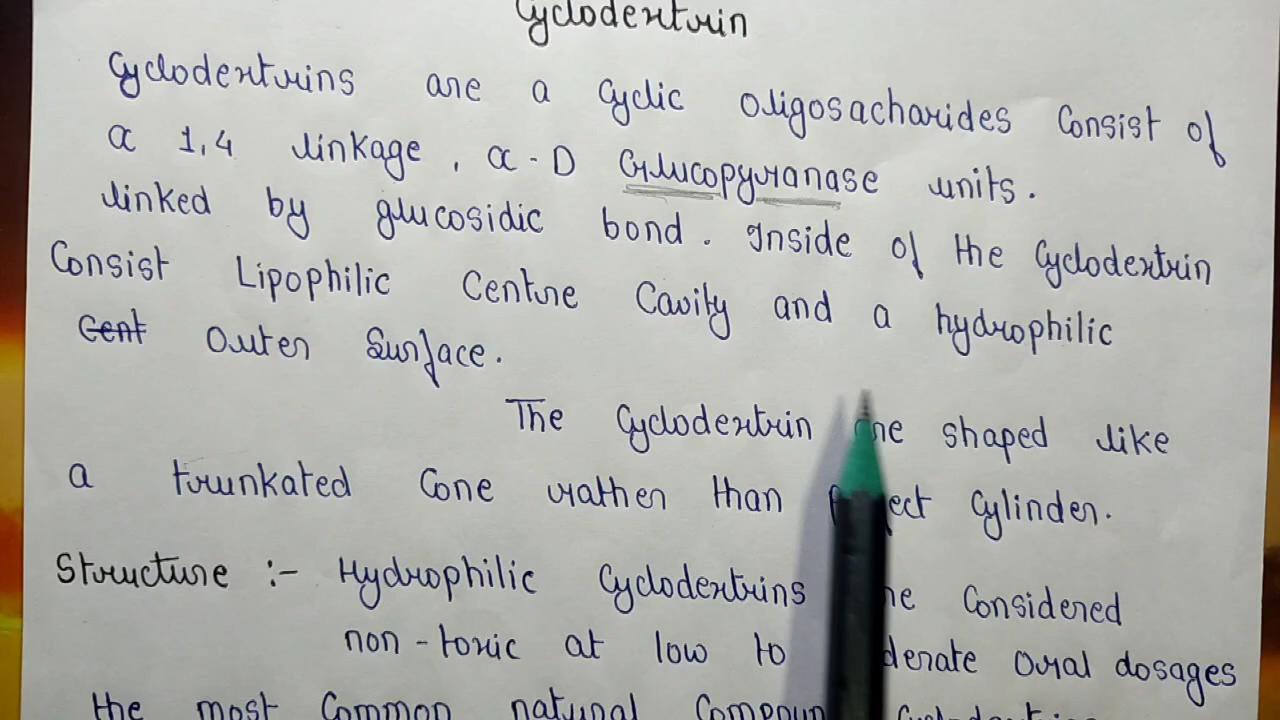 Cyclodextrin
Cyclodextrins are a cyclic oligosacharides Consist of
α 1,4 linkage, α-D Glucopyranase units.
linked by glucosidic bond. Inside of the Cyclodextrin
Consist Lipophilic Centre Cavity and a hydrophilic
Cent Outer Surface.
The Cyclodextrin are shaped like
a trunkated Cone rather than Cylinder.
Structure :- Hydrophilic Cyclodextrins Considered
non-toxic at low to oral dosages
the most Common natural